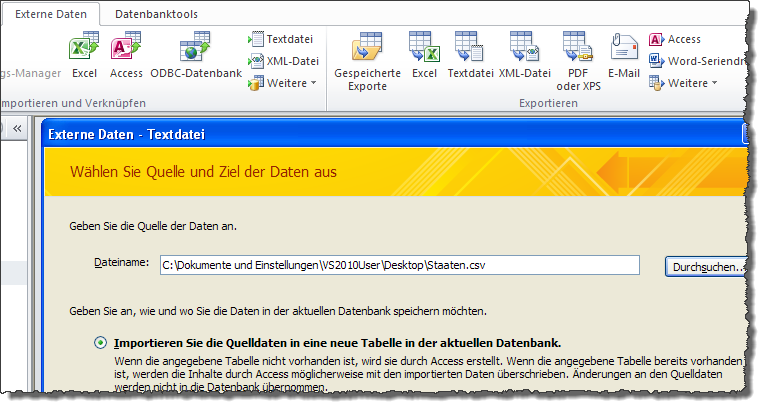 Externe Daten Datenbanktools
Textdatei
XML-Datei
gs-Manager Excel Access ODBC-Datenbank Weitere
mportieren und Verknüpfen
Access
Word-Seriendr
Gespeicherte Exporte Excel Textdatei XML-Datei PDF oder XPS E-Mail Weitere
Exportieren
Externe Daten - Textdatei
Wählen Sie Quelle und Ziel der Daten aus
Geben Sie die Quelle der Daten an.
Dateiname: C:\Dokumente und Einstellungen\VS2010User\Desktop\Staaten.csv Durchsuchen...
Geben Sie an, wie und wo Sie die Daten in der aktuellen Datenbank speichern möchten.
Importieren Sie die Quelldaten in eine neue Tabelle in der aktuellen Datenbank.
Wenn die angegebene Tabelle nicht vorhanden ist, wird sie durch Access erstellt. Wenn die angegebene Tabelle bereits vorhanden
ist, werden die Inhalte durch Access möglicherweise mit den importierten Daten überschrieben. Änderungen an den Quelldaten
werden nicht in die Datenbank übernommen.